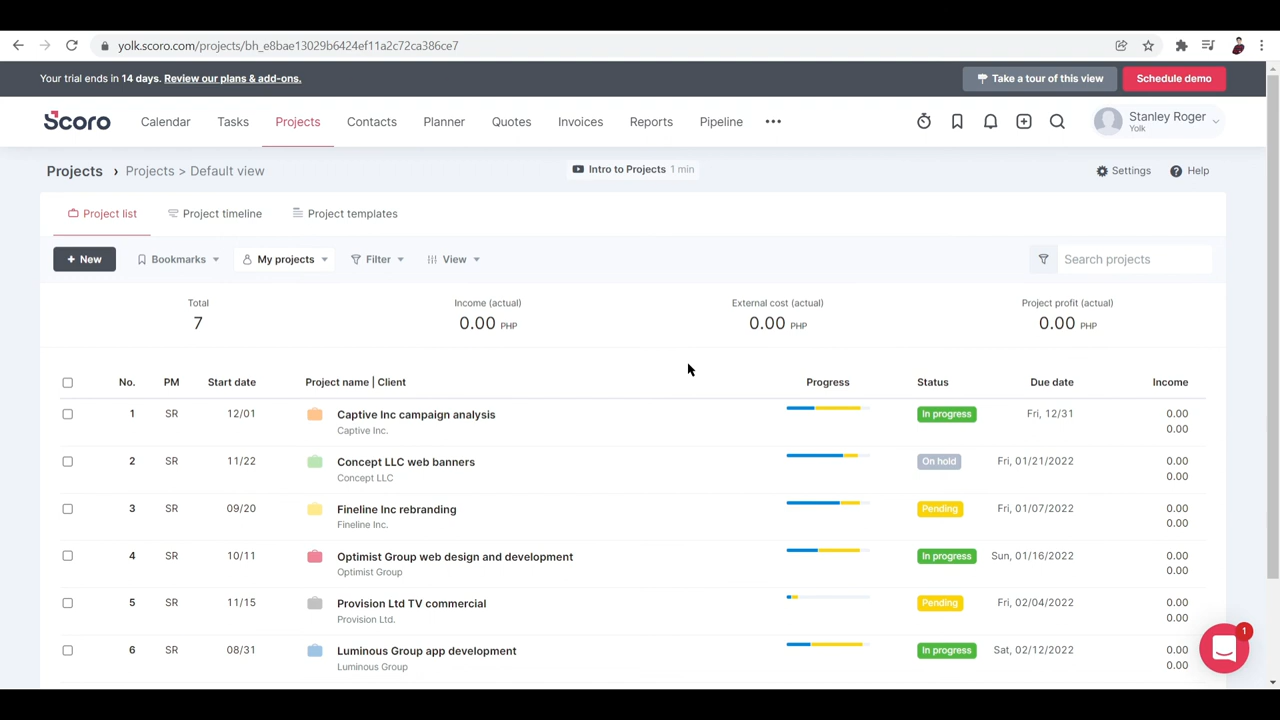 yolk.scoro.com/projects/bh_e8bae13029b6424ef11a2c72ca386ce7
Your trial ends in 14 days. Review our plans & add-ons.
Take a tour of this view
Schedule demo
Scoro
Calendar
Tasks
Projects
Contacts
Planner
Quotes
Invoices
Reports
Pipeline
Stanley Roger
Yolk
Projects › Projects > Default view
Intro to Projects 1 min
Settings
Help
Project list
Project timeline
Project templates
+ New
Bookmarks
My projects
Filter
View
Search projects
Total
Income (actual)
External cost (actual)
Project profit (actual)
7
0.00 PHP
0.00 PHP
0.00 PHP
No. PM Start date Project name | Client Progress Status Due date Income
1 SR 12/01 Captive Inc campaign analysis In progress Fri, 12/31 0.00
Captive Inc. 0.00
2 SR 11/22 Concept LLC web banners On hold Fri, 01/21/2022 0.00
Concept LLC 0.00
3 SR 09/20 Fineline Inc rebranding Pending Fri, 01/07/2022 0.00
Fineline Inc. 0.00
4 SR 10/11 Optimist Group web design and development In progress Sun, 01/16/2022 0.00
Optimist Group 0.00
5 SR 11/15 Provision Ltd TV commercial Pending Fri, 02/04/2022 0.00
Provision Ltd. 0.00
6 SR 08/31 Luminous Group app development In progress Sat, 02/12/2022 0.00
Luminous Group 0.00
1